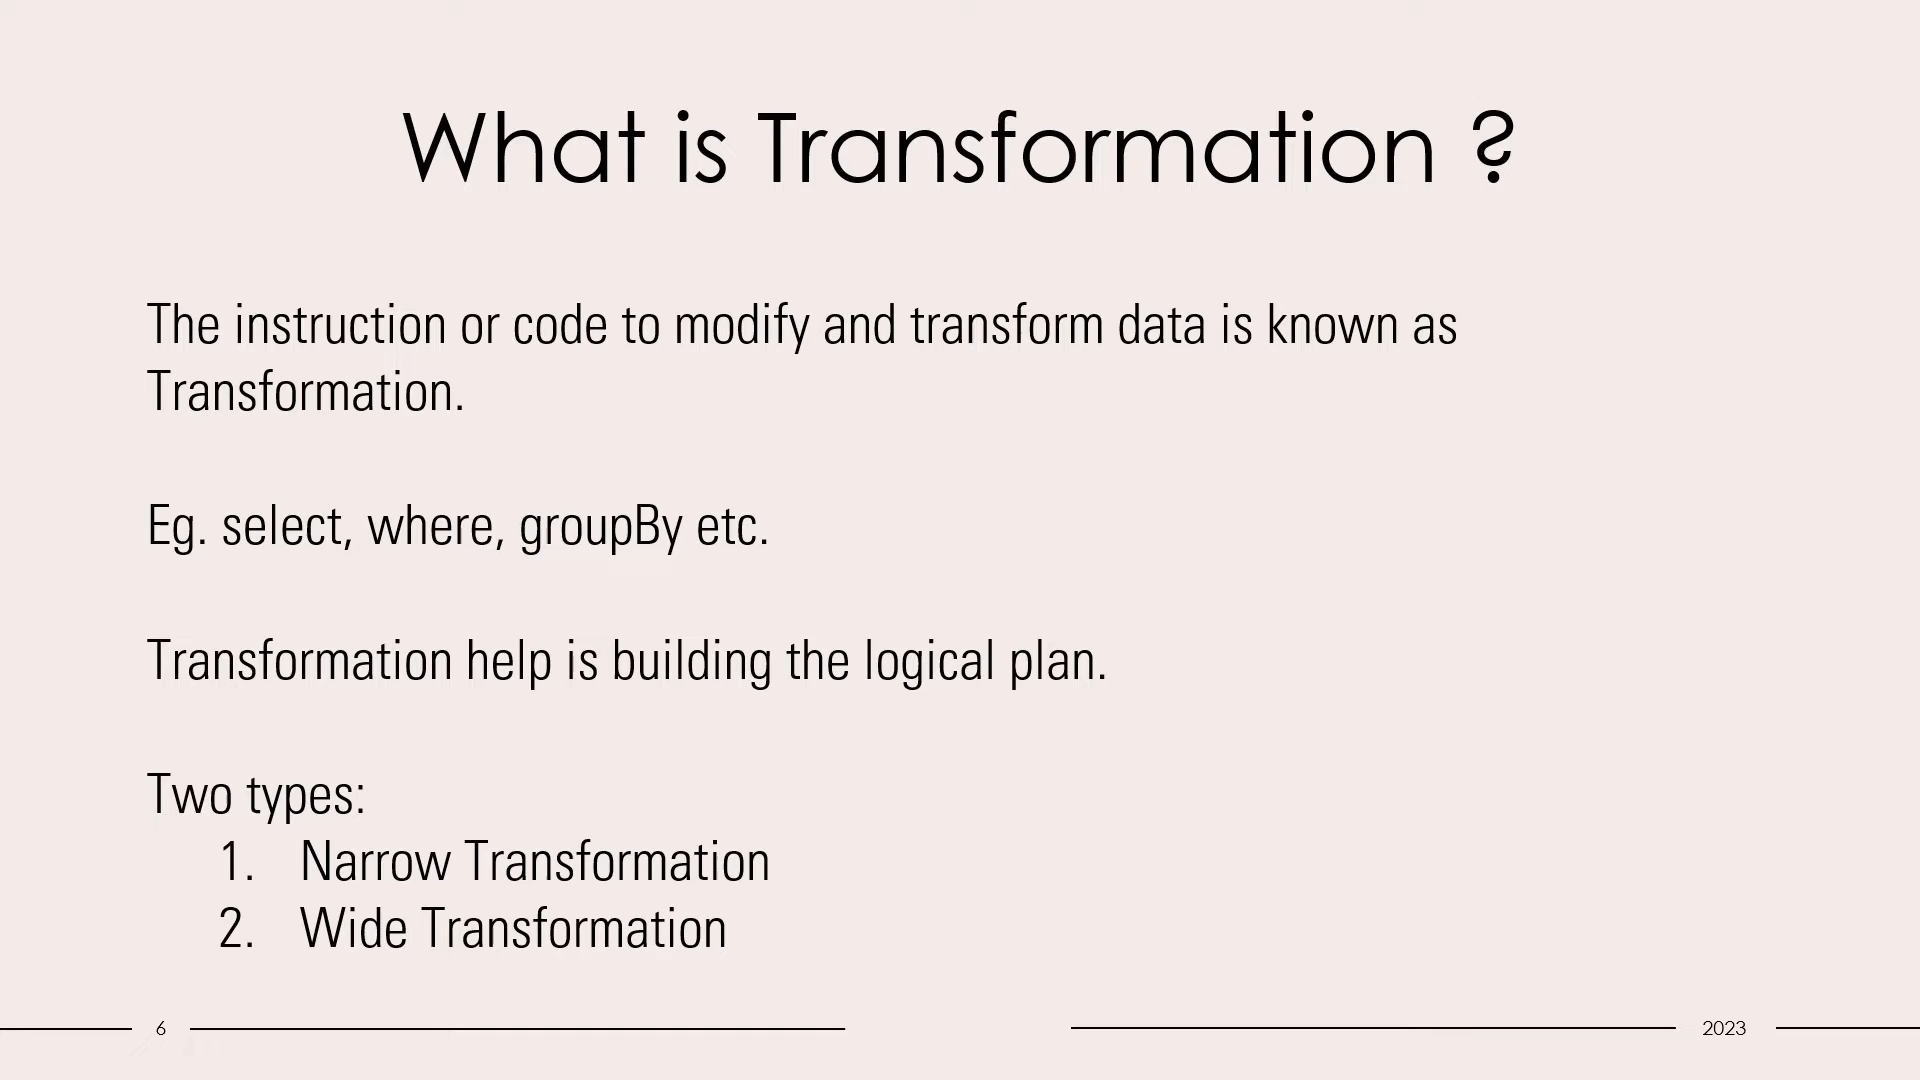 What is Transformation ?
The instruction or code to modify and transform data is known as
Transformation.
Eg. select, where, groupBy etc.
Transformation help is building the logical plan.
Two types:
1. Narrow Transformation
2. Wide Transformation
6
2023